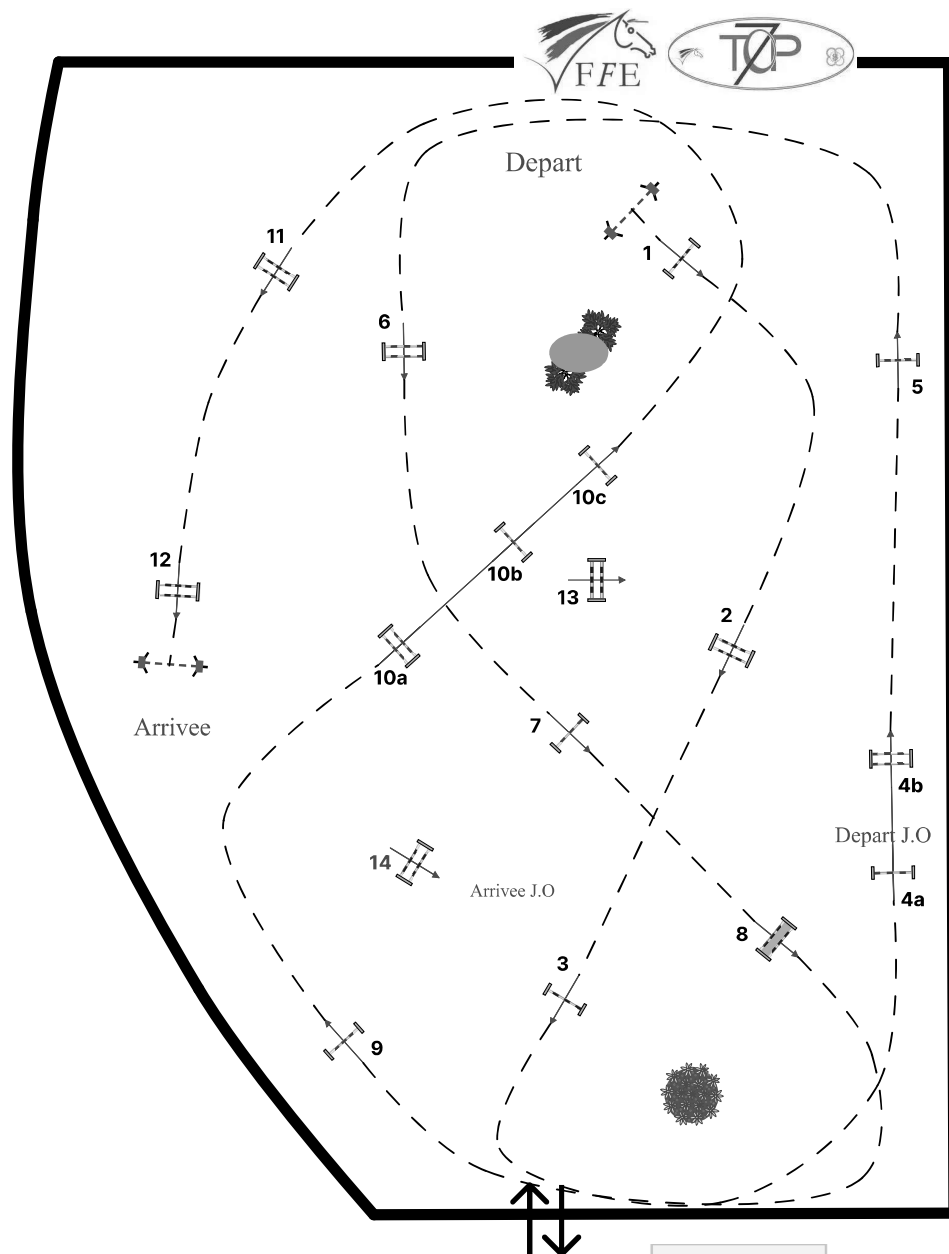 FFE
TOP 7
Depart
1
11
6
5
10c
10b
13
12
2
10a
Arrivee
7
4b
Depart J.O
14
Arrivee J.O
4a
8
3
9